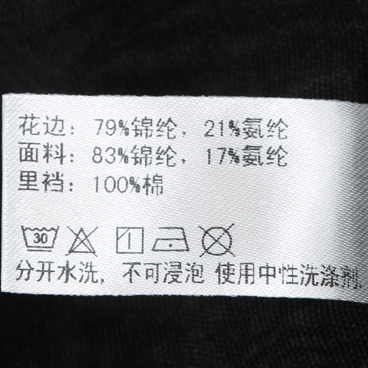 花边：79%锦纶，21%氨纶
面料：83%锦纶，17%氨纶
里裆：100%棉
30
分开水洗，不可浸泡 使用中性洗涤剂.